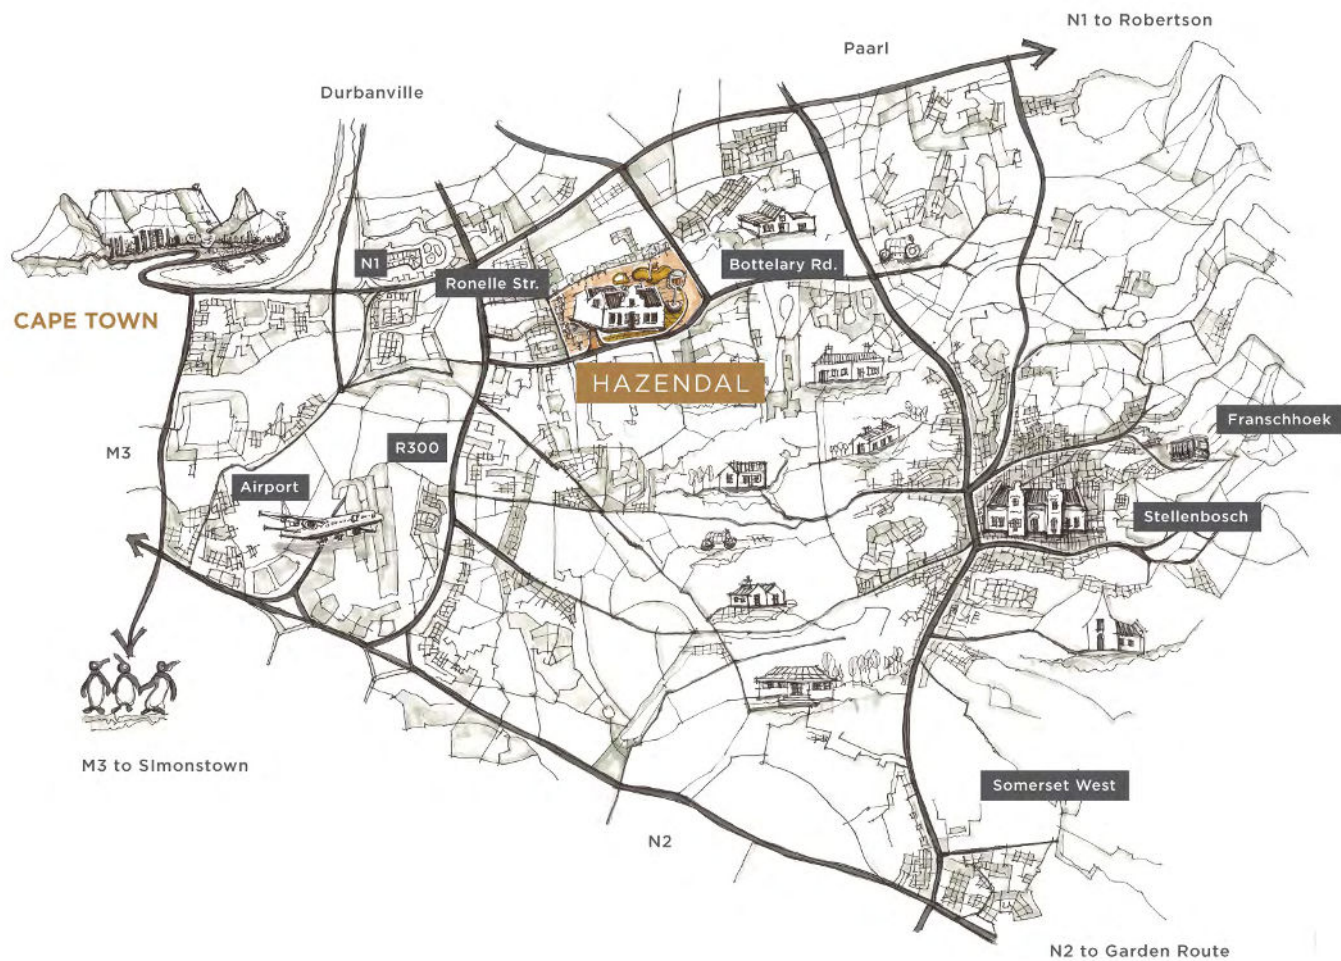 N1 to Robertson
Paarl
Durbanville
N1
Bottelary Rd.
Ronelle Str.
CAPE TOWN
HAZENDAL
Franschhoek
R300
M3
Airport
Stellenbosch
M3 to SImonstown
Somerset West
N2
N2 to Garden Route